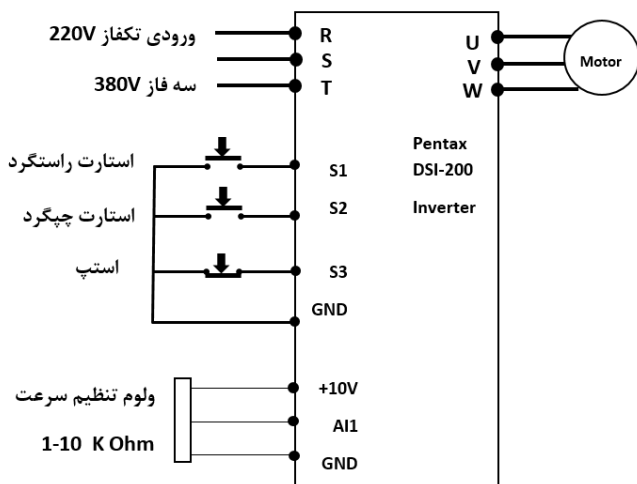 ورودی تکفاز 220V
سه فاز 380V
R
S
T
U
V
W
Motor
Pentax
DSI-200
Inverter
استارت راستگرد
S1
استارت چپگرد
S2
استپ
S3
GND
ولوم تنظیم سرعت
1-10 K Ohm
+10V
AI1
GND